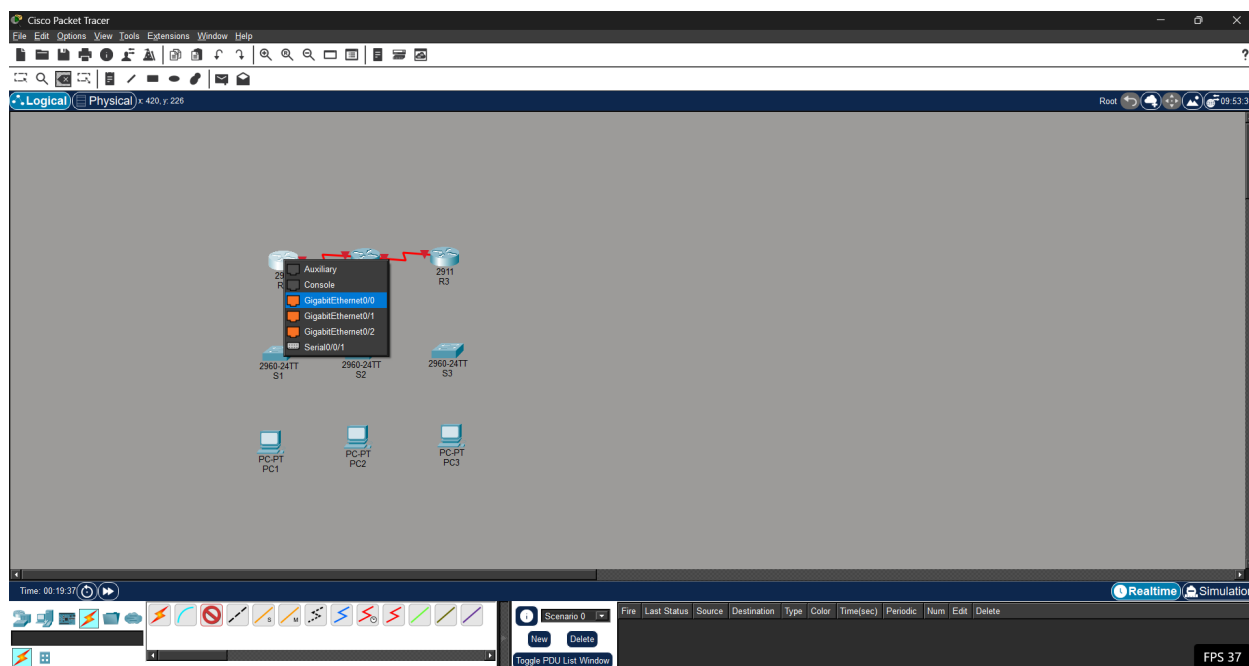 Cisco Packet Tracer
File Edit Options View Tools Extensions Window Help
?
Logical Physical x: 420, y: 226 Root 09:53:3
2911
R3
Auxiliary
Console
GigabitEthernet0/0
GigabitEthernet0/1
GigabitEthernet0/2
Serial0/0/1
29
R
2960-24TT
S1
2960-24TT
S2
2960-24TT
S3
PC-PT
PC1
PC-PT
PC2
PC-PT
PC3
Time: 00:19:37 Realtime Simulation
S M
Scenario 0 Fire Last Status Source Destination Type Color Time(sec) Periodic Num Edit Delete
New Delete
Toggle PDU List Window
FPS 37